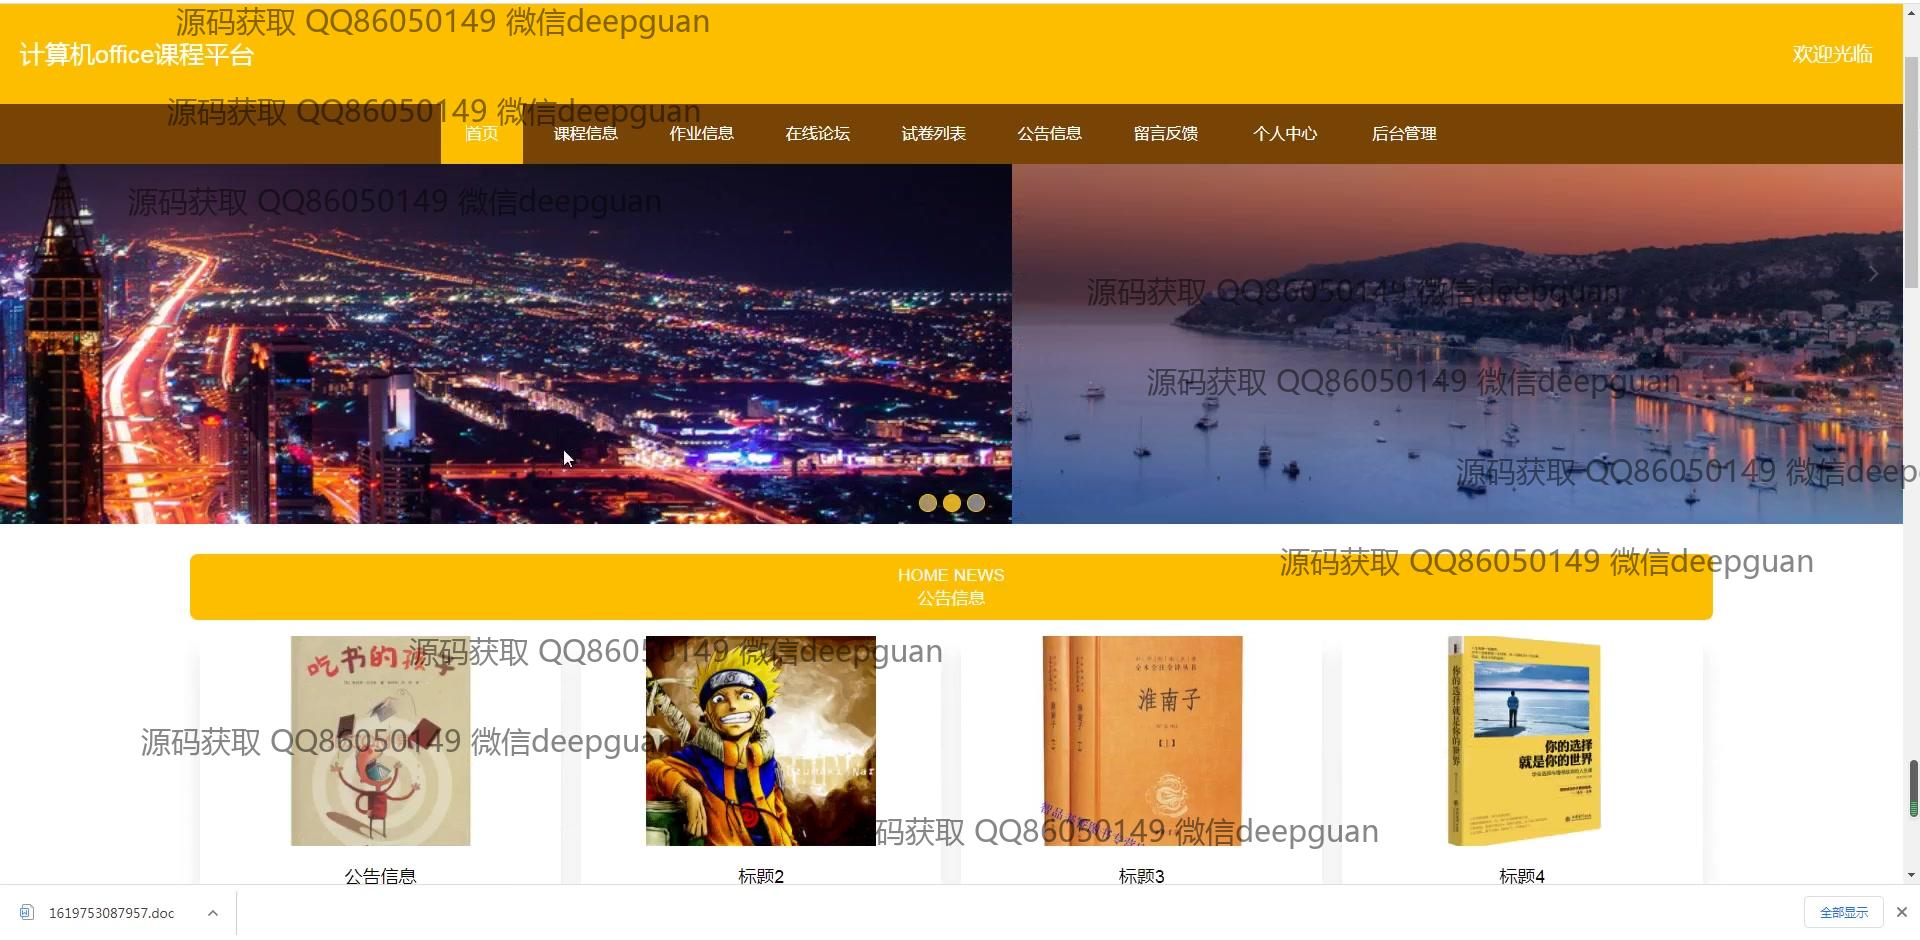 源码获取 QQ86050149 微信deepguan
计算机office课程平台
欢迎光临
源码获取 QQ86050149 微信deepguan
首页 课程信息 作业信息 在线论坛 试卷列表 公告信息 留言反馈 个人中心 后台管理
源码获取 QQ86050149 微信deepguan
源码获取 QQ86050149 微信deepguan
源码获取 QQ86050149 微信deepguan
源码获取 QQ86050149 微信deep
源码获取 QQ86050149 微信deepguan
HOME NEWS
公告信息
源码获取 QQ86050149 微信deepguan
吃书的孩子
淮南子
你的选择就是你的世界
你的选择
就是你的世界
源码获取 QQ86050149 微信deepguan
码获取 QQ86050149 微信deepguan
公告信息
标题2
标题3
标题4
1619753087957.doc
全部显示